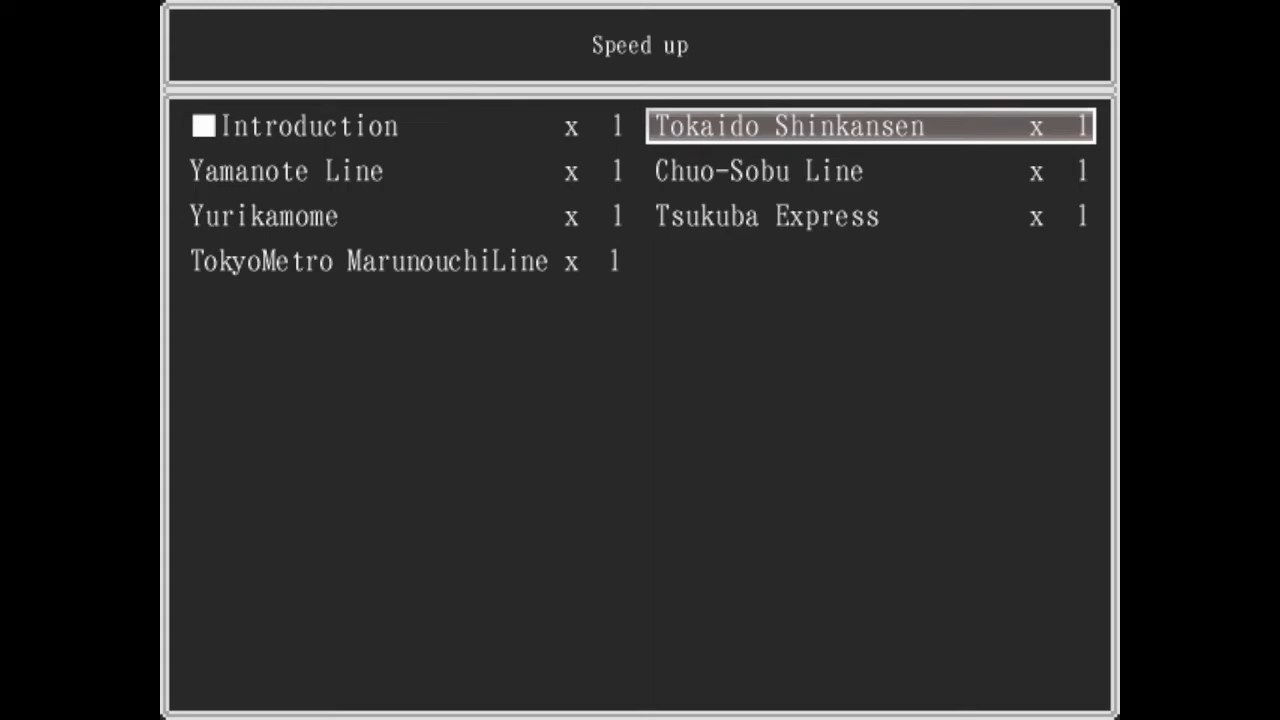 Speed up
■Introduction x 1 Tokaido Shinkansen x 1
Yamanote Line x 1 Chuo-Sobu Line x 1
Yurikamome x 1 Tsukuba Express x 1
TokyoMetro MarunouchiLine x 1